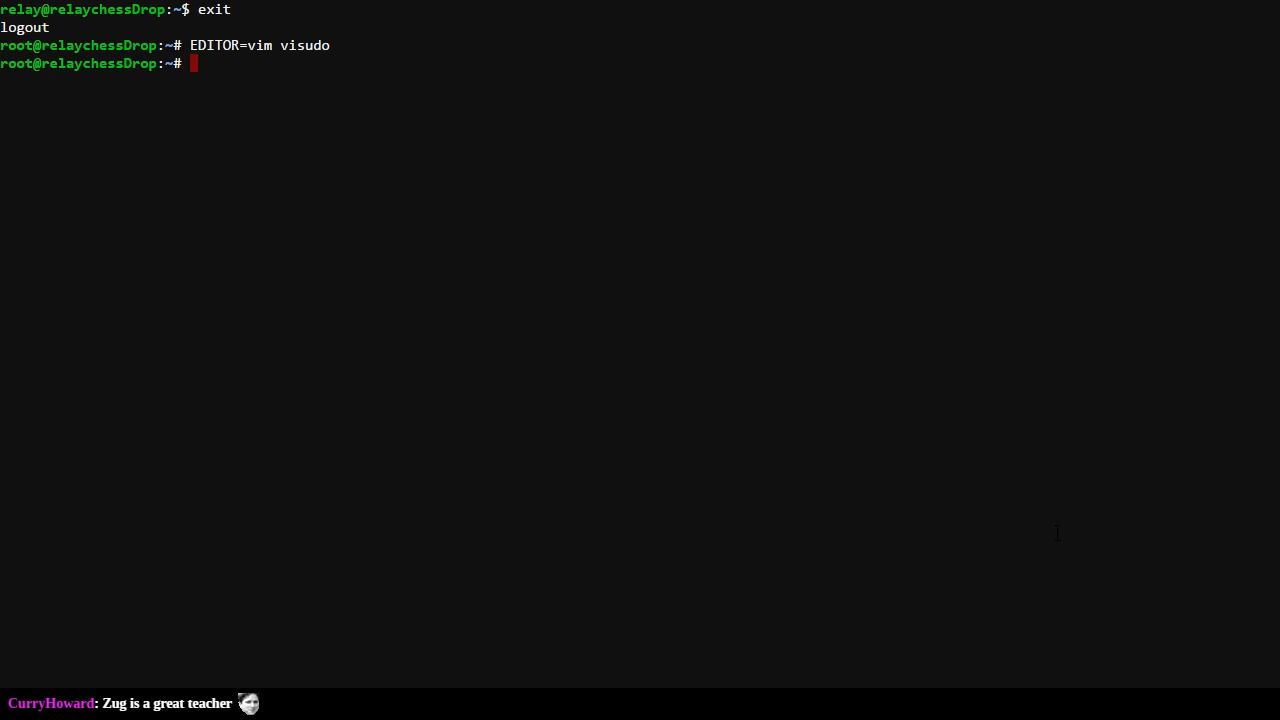 relay@relaychessDrop:~$ exit
logout
root@relaychessDrop:~# EDITOR=vim visudo
root@relaychessDrop:~#
CurryHoward: Zug is a great teacher